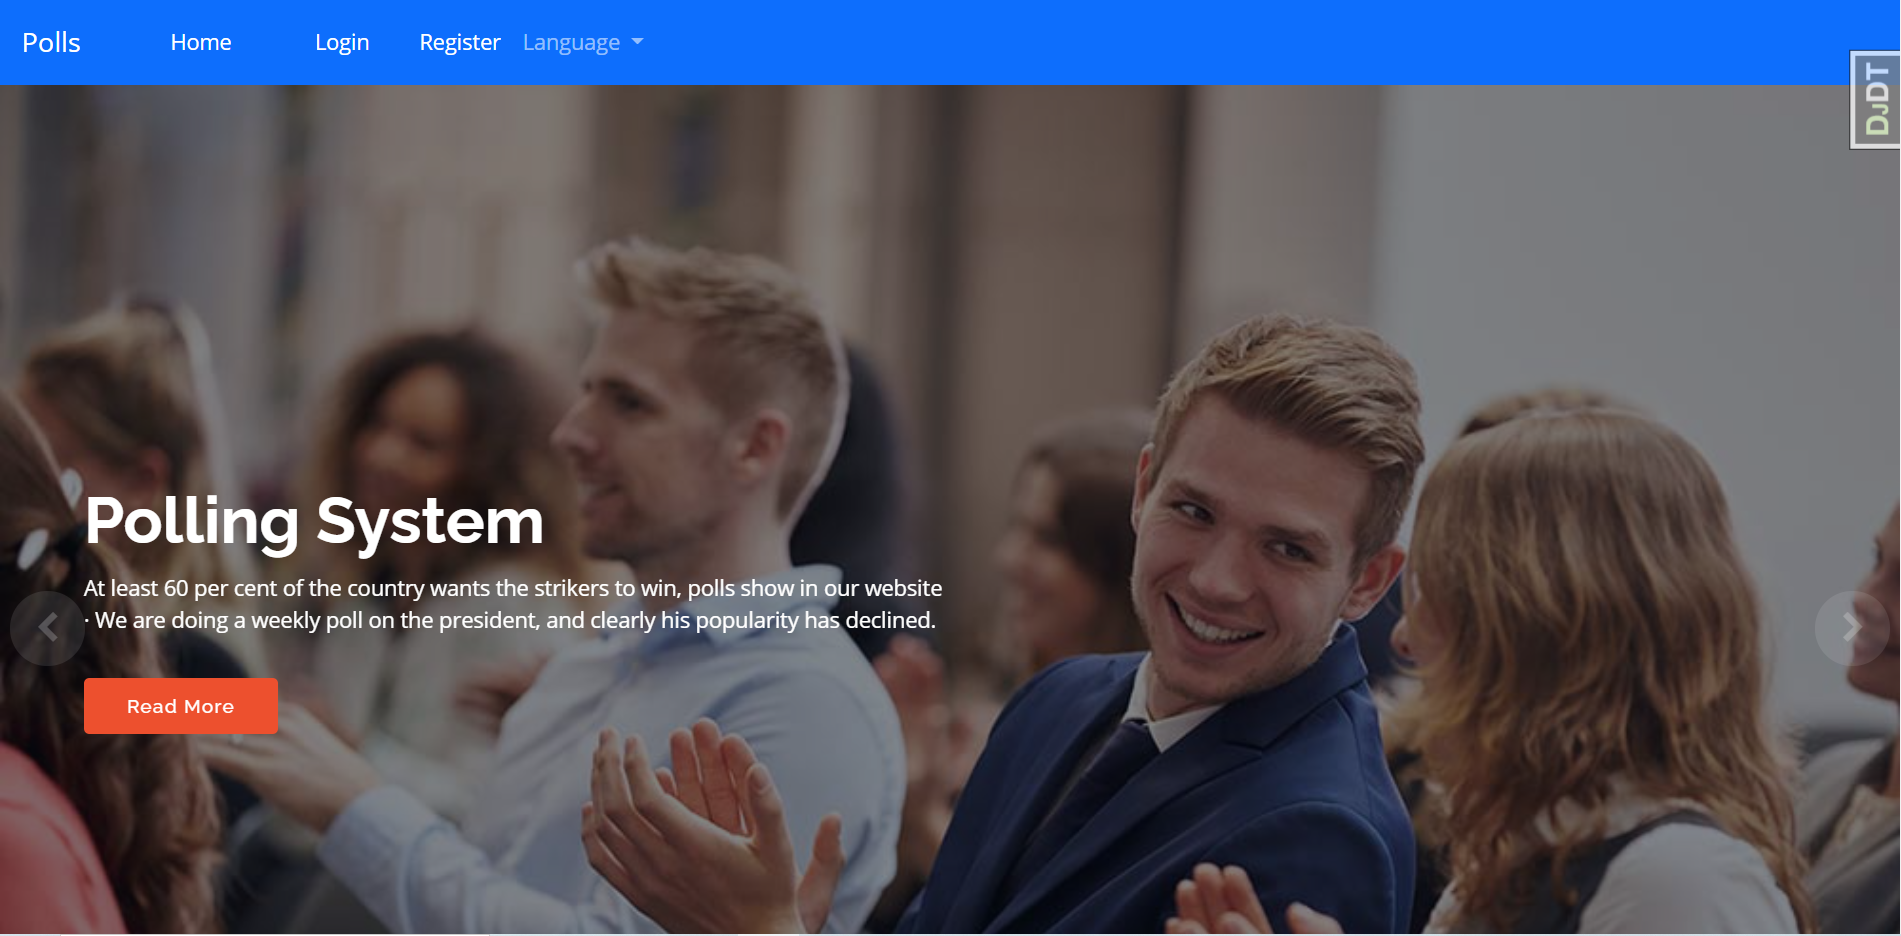 Polls
Home
Login
Register
Language
DJDT
Polling System
At least 60 per cent of the country wants the strikers to win, polls show in our website
· We are doing a weekly poll on the president, and clearly his popularity has declined.
Read More